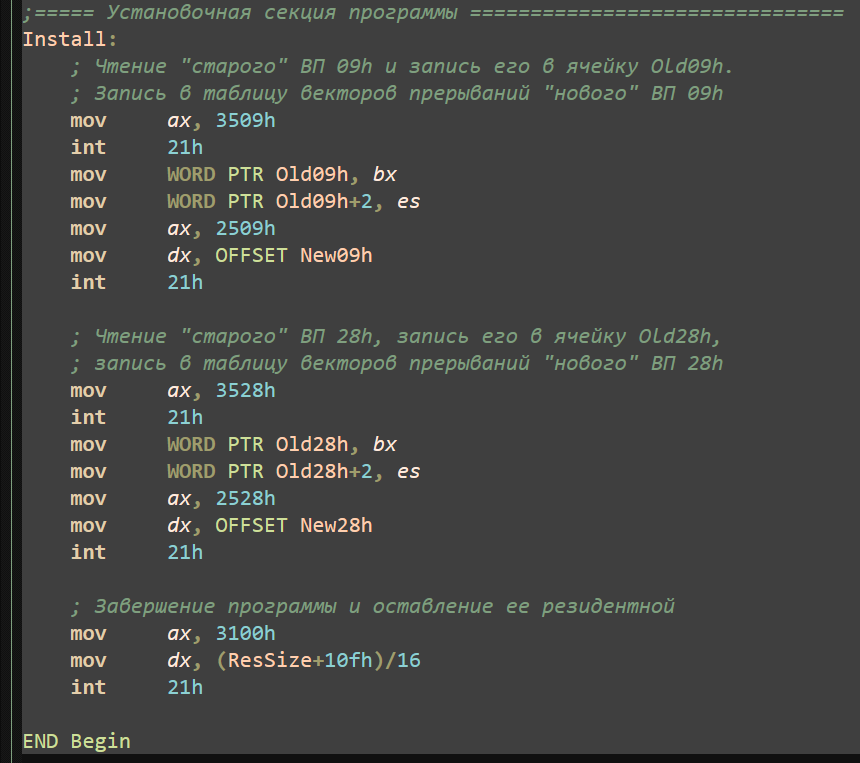 ;===== Установочная секция программы ===============================
Install:
    ; Чтение "старого" ВП 09h и запись его в ячейку Old09h.
    ; Запись в таблицу векторов прерываний "нового" ВП 09h
    mov     ax, 3509h
    int     21h
    mov     WORD PTR Old09h, bx
    mov     WORD PTR Old09h+2, es
    mov     ax, 2509h
    mov     dx, OFFSET New09h
    int     21h

    ; Чтение "старого" ВП 28h, запись его в ячейку Old28h,
    ; запись в таблицу векторов прерываний "нового" ВП 28h
    mov     ax, 3528h
    int     21h
    mov     WORD PTR Old28h, bx
    mov     WORD PTR Old28h+2, es
    mov     ax, 2528h
    mov     dx, OFFSET New28h
    int     21h

    ; Завершение программы и оставление ее резидентной
    mov     ax, 3100h
    mov     dx, (ResSize+10fh)/16
    int     21h

END Begin